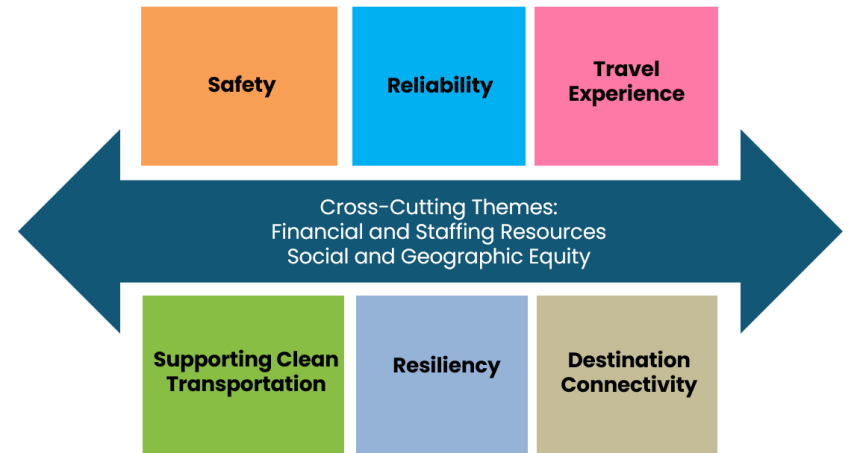 Safety
Reliability
Travel
Experience
Cross-Cutting Themes:
Financial and Staffing Resources
Social and Geographic Equity
Supporting Clean
Transportation
Resiliency
Destination
Connectivity